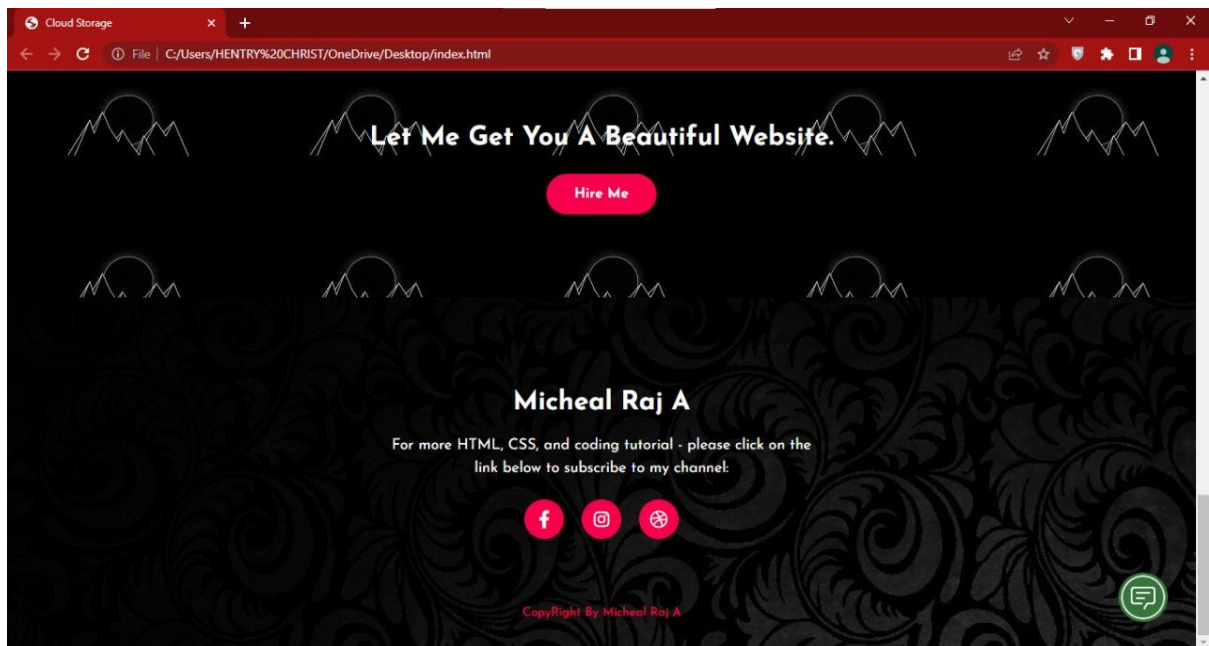 Cloud Storage
File
C:/Users/HENTRY%20CHRIST/OneDrive/Desktop/index.html
Let Me Get You A Beautiful Website.
Hire Me
Micheal Raj A
For more HTML, CSS, and coding tutorial - please click on the
link below to subscribe to my channel:
CopyRight By Micheal Raj A